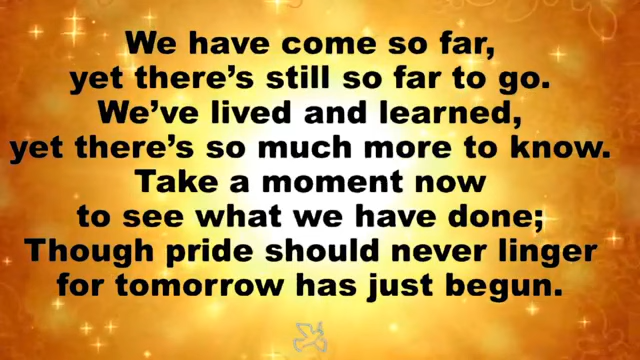 We have come so far,
yet there’s still so far to go.
We’ve lived and learned,
yet there’s so much more to know.
Take a moment now
to see what we have done;
Though pride should never linger
for tomorrow has just begun.